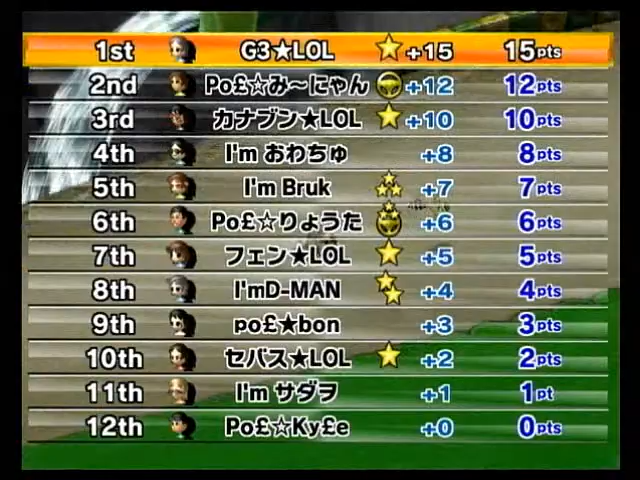 1st G3★LOL +15 15pts
2nd Po£☆み～にゃん +12 12pts
3rd カナブン★LOL +10 10pts
4th I'm おわちゅ +8 8pts
5th I'm Bruk +7 7pts
6th Po£☆りょうた +6 6pts
7th フェン★LOL +5 5pts
8th I'mD-MAN +4 4pts
9th po£★bon +3 3pts
10th セバス★LOL +2 2pts
11th I'm サダヲ +1 1pt
12th Po£☆Ky£e +0 0pts